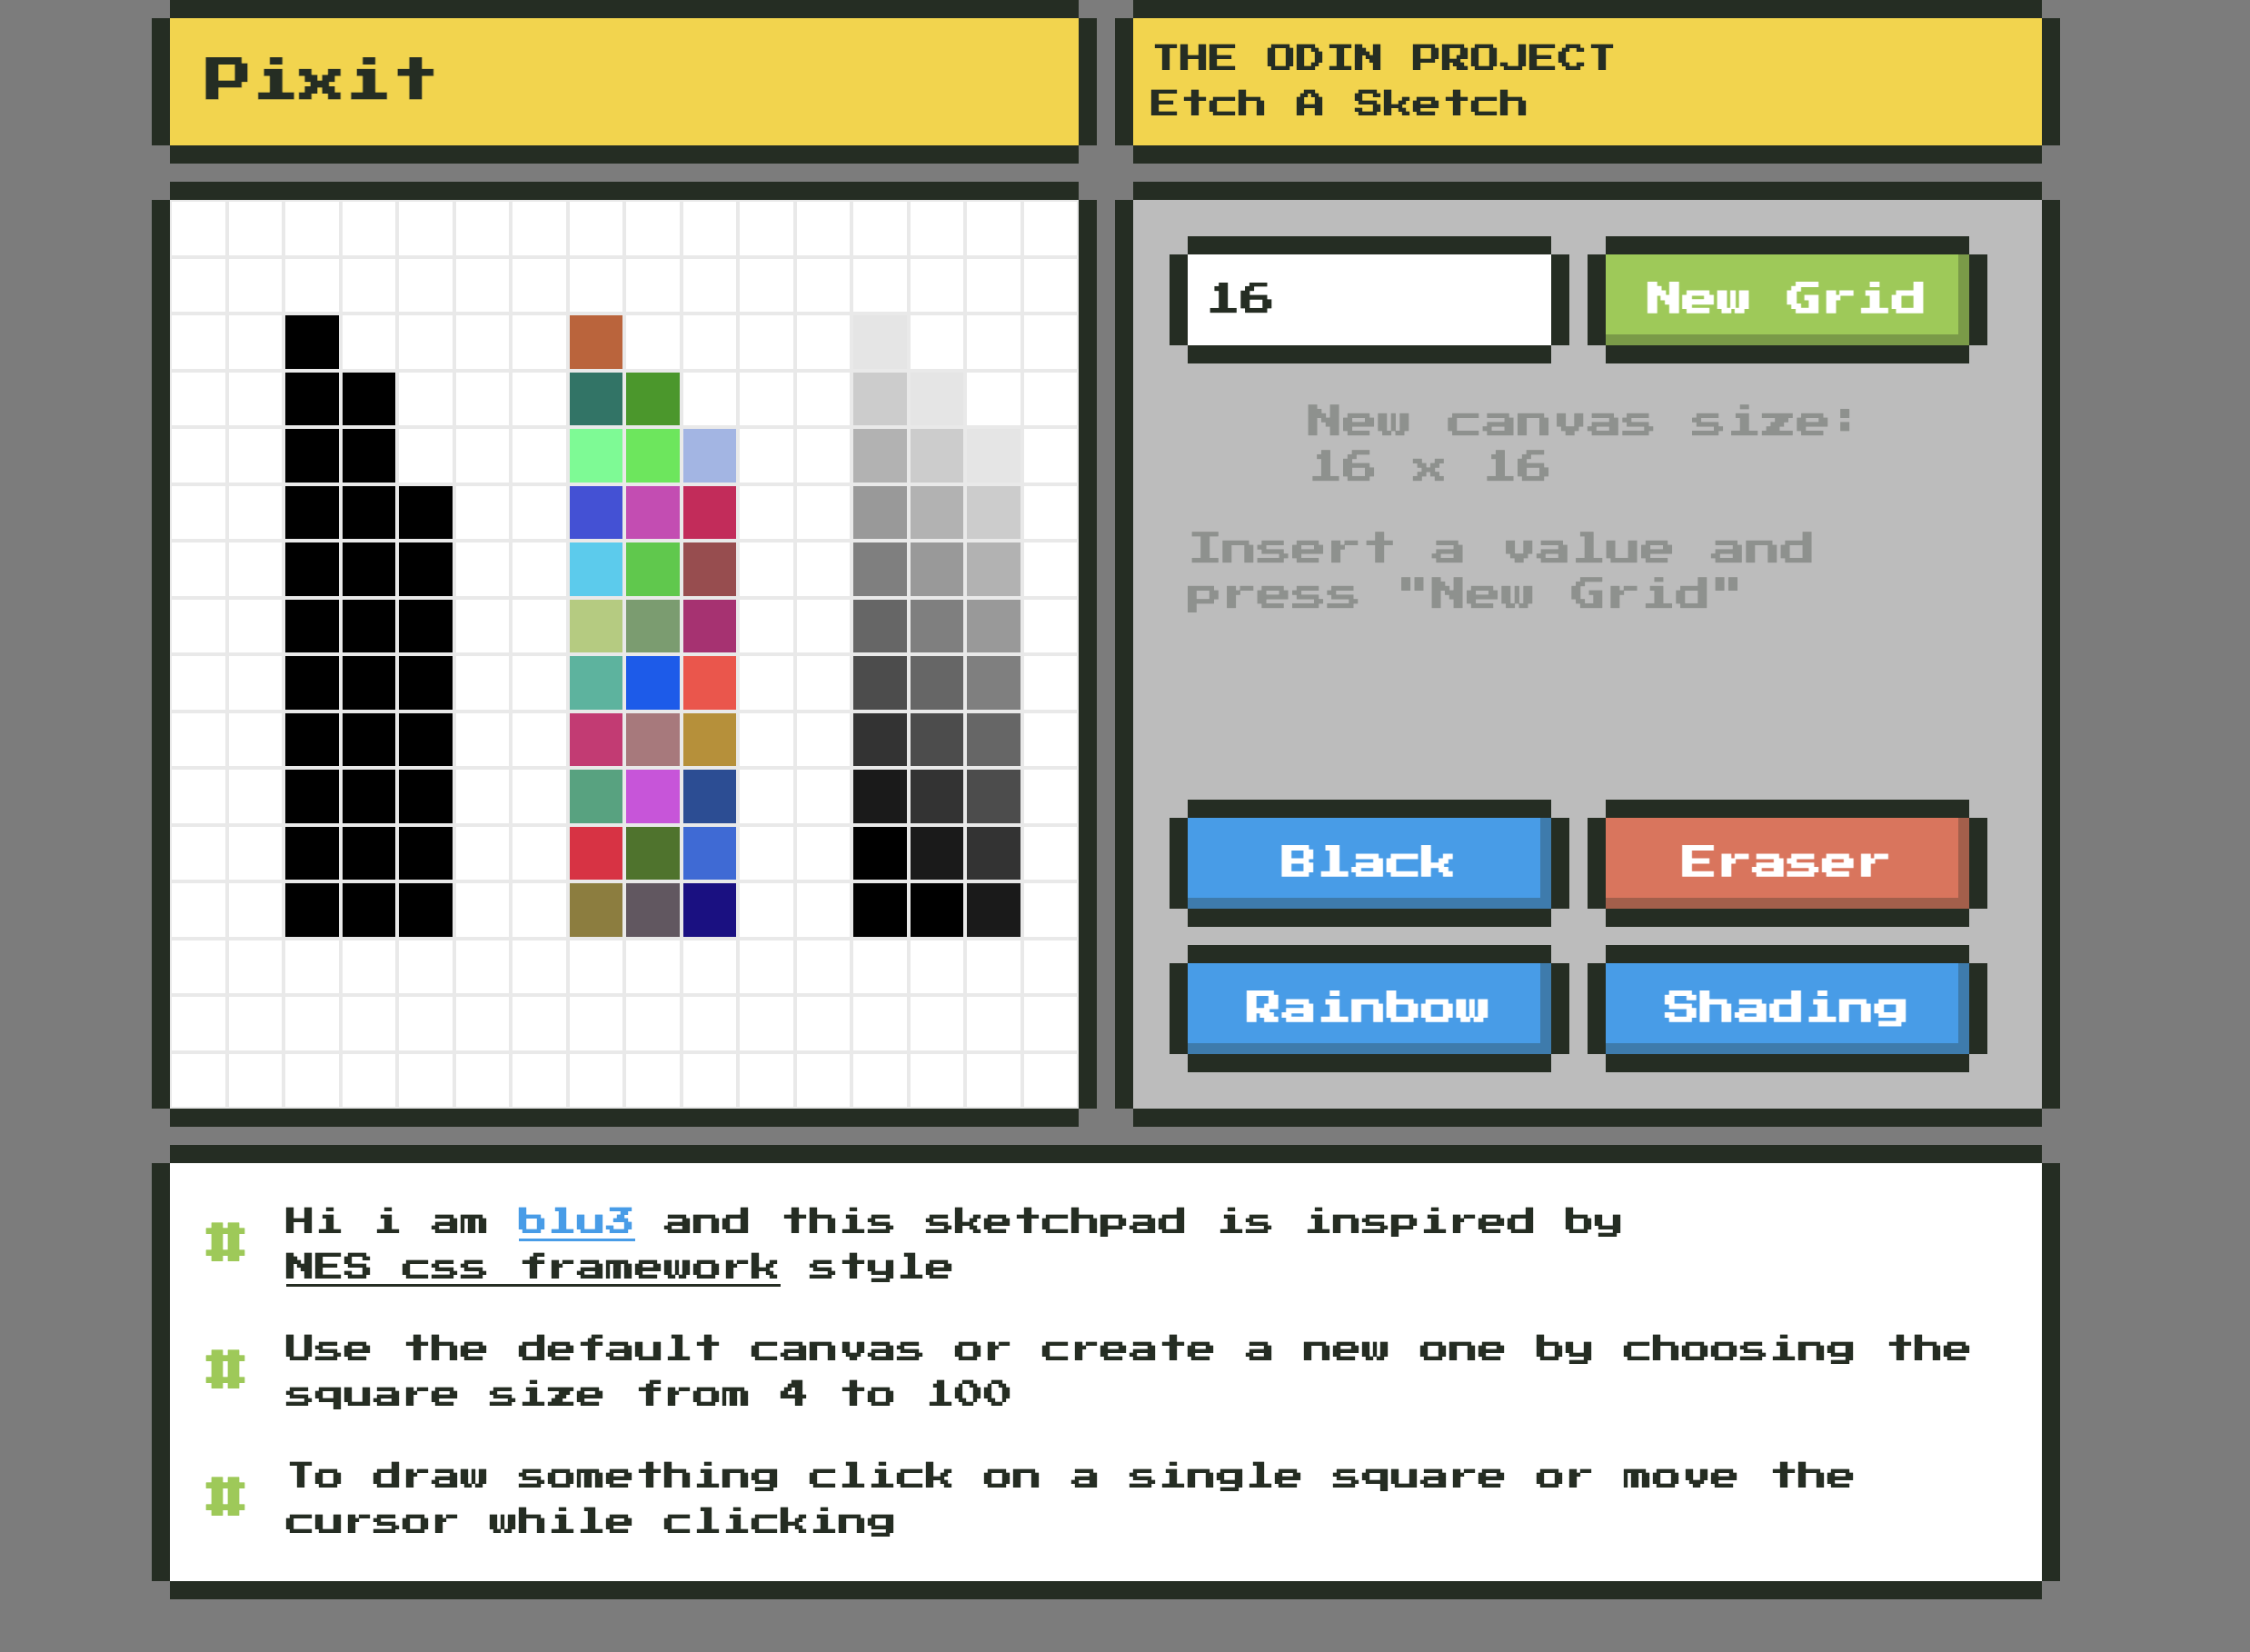 Pixit
THE ODIN PROJECT
Etch A Sketch
16
New Grid
New canvas size:
16 x 16
Insert a value and
press "New Grid"
Black
Eraser
Rainbow
Shading
# Hi i am blu3 and this sketchpad is inspired by
NES css framework style
# Use the default canvas or create a new one by choosing the
square size from 4 to 100
# To draw something click on a single square or move the
cursor while clicking